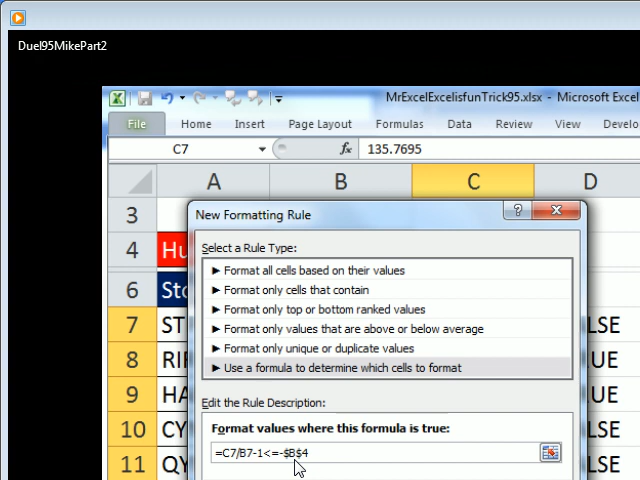 Duel95MikePart2
MrExcelExcelisfunTrick95.xlsx - Microsoft Excel
File Home Insert Page Layout Formulas Data Review View
C7 fx 135.7695
A B C D
3
4
6
7 LSE
8 UE
9 UE
10 CY LSE
11 QY LSE
New Formatting Rule ?
Select a Rule Type:
► Format all cells based on their values
► Format only cells that contain
► Format only top or bottom ranked values
► Format only values that are above or below average
► Format only unique or duplicate values
► Use a formula to determine which cells to format
Edit the Rule Description:
Format values where this formula is true:
=C7/B7-1<=-$B$4